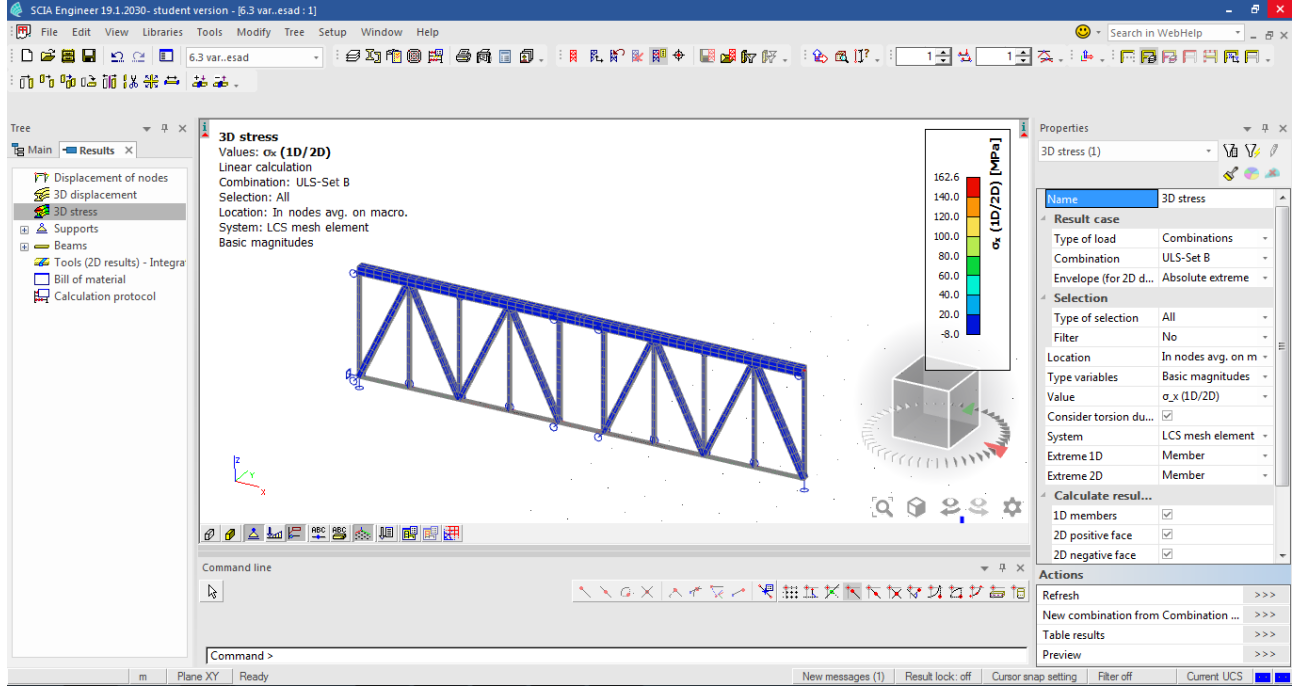 SCIA Engineer 19.1.2030- student version - [6.3 var..esad : 1]
File Edit View Libraries Tools Modify Tree Setup Window Help
Search in WebHelp
6.3 var..esad
1 1
Tree
Main Results
Displacement of nodes
3D displacement
3D stress
Supports
Beams
Tools (2D results) - Integra
Bill of material
Calculation protocol
3D stress
Values: σx (1D/2D)
Linear calculation
Combination: ULS-Set B
Selection: All
Location: In nodes avg. on macro.
System: LCS mesh element
Basic magnitudes
σx (1D/2D) [MPa]
162.6
140.0
120.0
100.0
80.0
60.0
40.0
20.0
-8.0
z
Y
x
ABC ABC
Command line
Command >
Properties
3D stress (1)
Name 3D stress
Result case
Type of load Combinations
Combination ULS-Set B
Envelope (for 2D d... Absolute extreme
Selection
Type of selection All
Filter No
Location In nodes avg. on m
Type variables Basic magnitudes
Value σ_x (1D/2D)
Consider torsion du...
System LCS mesh element
Extreme 1D Member
Extreme 2D Member
Calculate resul...
1D members
2D positive face
2D negative face
Actions
Refresh >>>
New combination from Combination ... >>>
Table results >>>
Preview >>>
m Plane XY Ready New messages (1) Result lock: off Cursor snap setting Filter off Current UCS